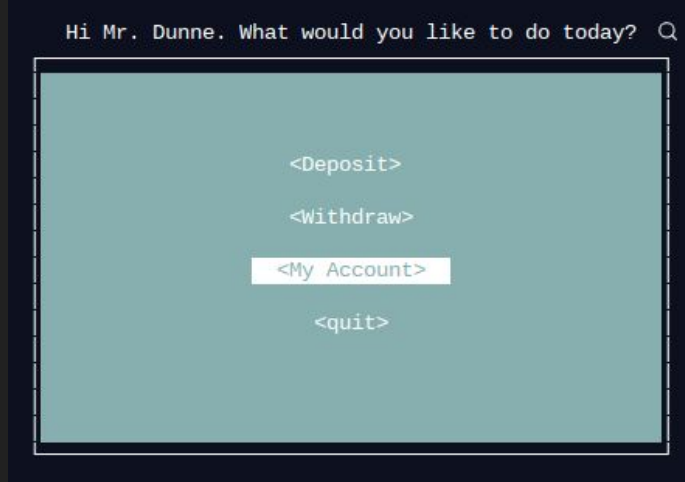 Hi Mr. Dunne. What would you like to do today?
<Deposit>
<Withdraw>
<My Account>
<quit>